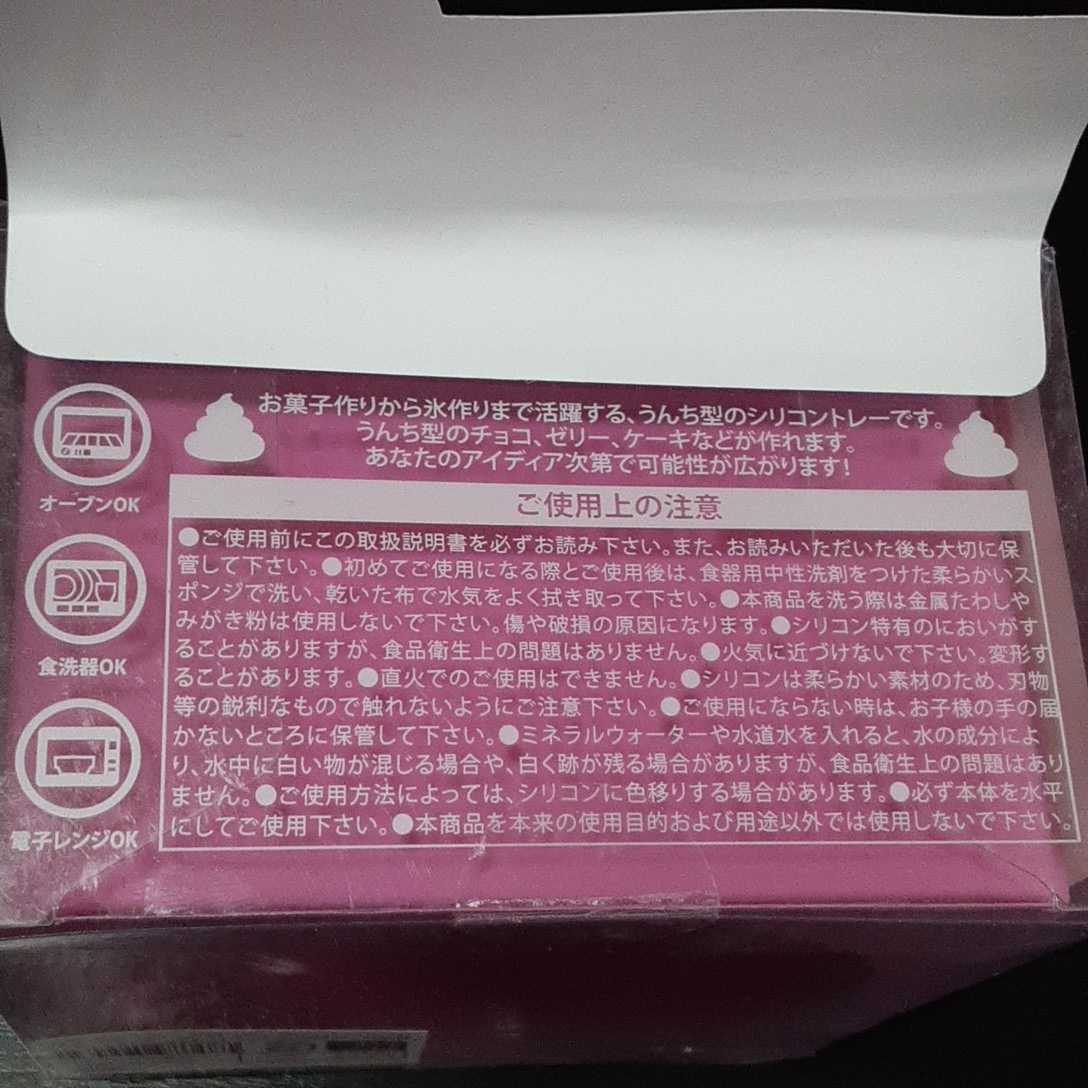 お菓子作りから氷作りまで活躍する、うんち型のシリコントレーです。
うんち型のチョコ、ゼリー、ケーキなどが作れます。
あなたのアイディア次第で可能性が広がります!
オーブンOK
食洗器OK
電子レンジOK
ご使用上の注意
●ご使用前にこの取扱説明書を必ずお読み下さい。また、お読みいただいた後も大切に保
管して下さい。●初めてご使用になる際とご使用後は、食器用中性洗剤をつけた柔らかいス
ポンジで洗い、乾いた布で水気をよく拭き取って下さい。●本商品を洗う際は金属たわしや
みがき粉は使用しないで下さい。傷や破損の原因になります。●シリコン特有のにおいがす
ることがありますが、食品衛生上の問題はありません。●火気に近づけないで下さい。変形す
ることがあります。●直火でのご使用はできません。●シリコンは柔らかい素材のため、刃物
等の鋭利なもので触れないようにご注意下さい。●ご使用にならない時は、お子様の手の届
かないところに保管して下さい。●ミネラルウォーターや水道水を入れると、水の成分によ
り、水中に白い物が混じる場合や、白く跡が残る場合がありますが、食品衛生上の問題はあり
ません。●ご使用方法によっては、シリコンに色移りする場合があります。●必ず本体を水平
にしてご使用下さい。●本商品を本来の使用目的および用途以外では使用しないで下さい。